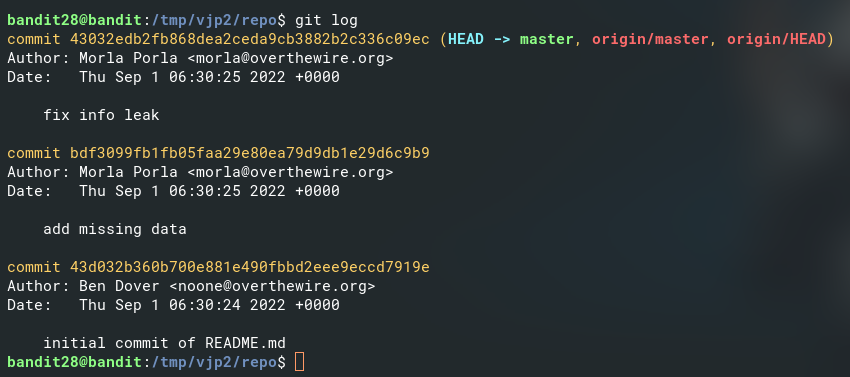 bandit28@bandit:/tmp/vjp2/repo$ git log
commit 43032edb2fb868dea2ceda9cb3882b2c336c09ec (HEAD -> master, origin/master, origin/HEAD)
Author: Morla Porla <morla@overthewire.org>
Date:   Thu Sep 1 06:30:25 2022 +0000
    fix info leak
commit bdf3099fb1fb05faa29e80ea79d9db1e29d6c9b9
Author: Morla Porla <morla@overthewire.org>
Date:   Thu Sep 1 06:30:25 2022 +0000
    add missing data
commit 43d032b360b700e881e490fbbd2eee9eccd7919e
Author: Ben Dover <noone@overthewire.org>
Date:   Thu Sep 1 06:30:24 2022 +0000
    initial commit of README.md
bandit28@bandit:/tmp/vjp2/repo$